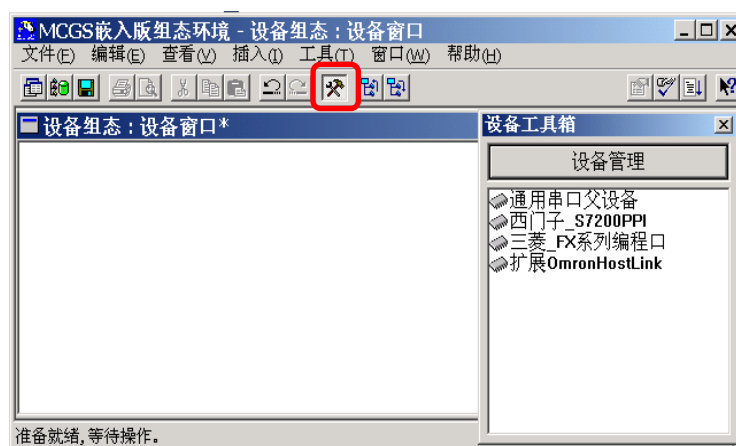 MCGS嵌入版组态环境 - 设备组态：设备窗口
文件(F) 编辑(E) 查看(V) 插入(I) 工具(T) 窗口(W) 帮助(H)
设备组态：设备窗口*
设备工具箱
设备管理
通用串口父设备
西门子_S7200PPI
三菱_FX系列编程口
扩展OmronHostLink
准备就绪,等待操作。